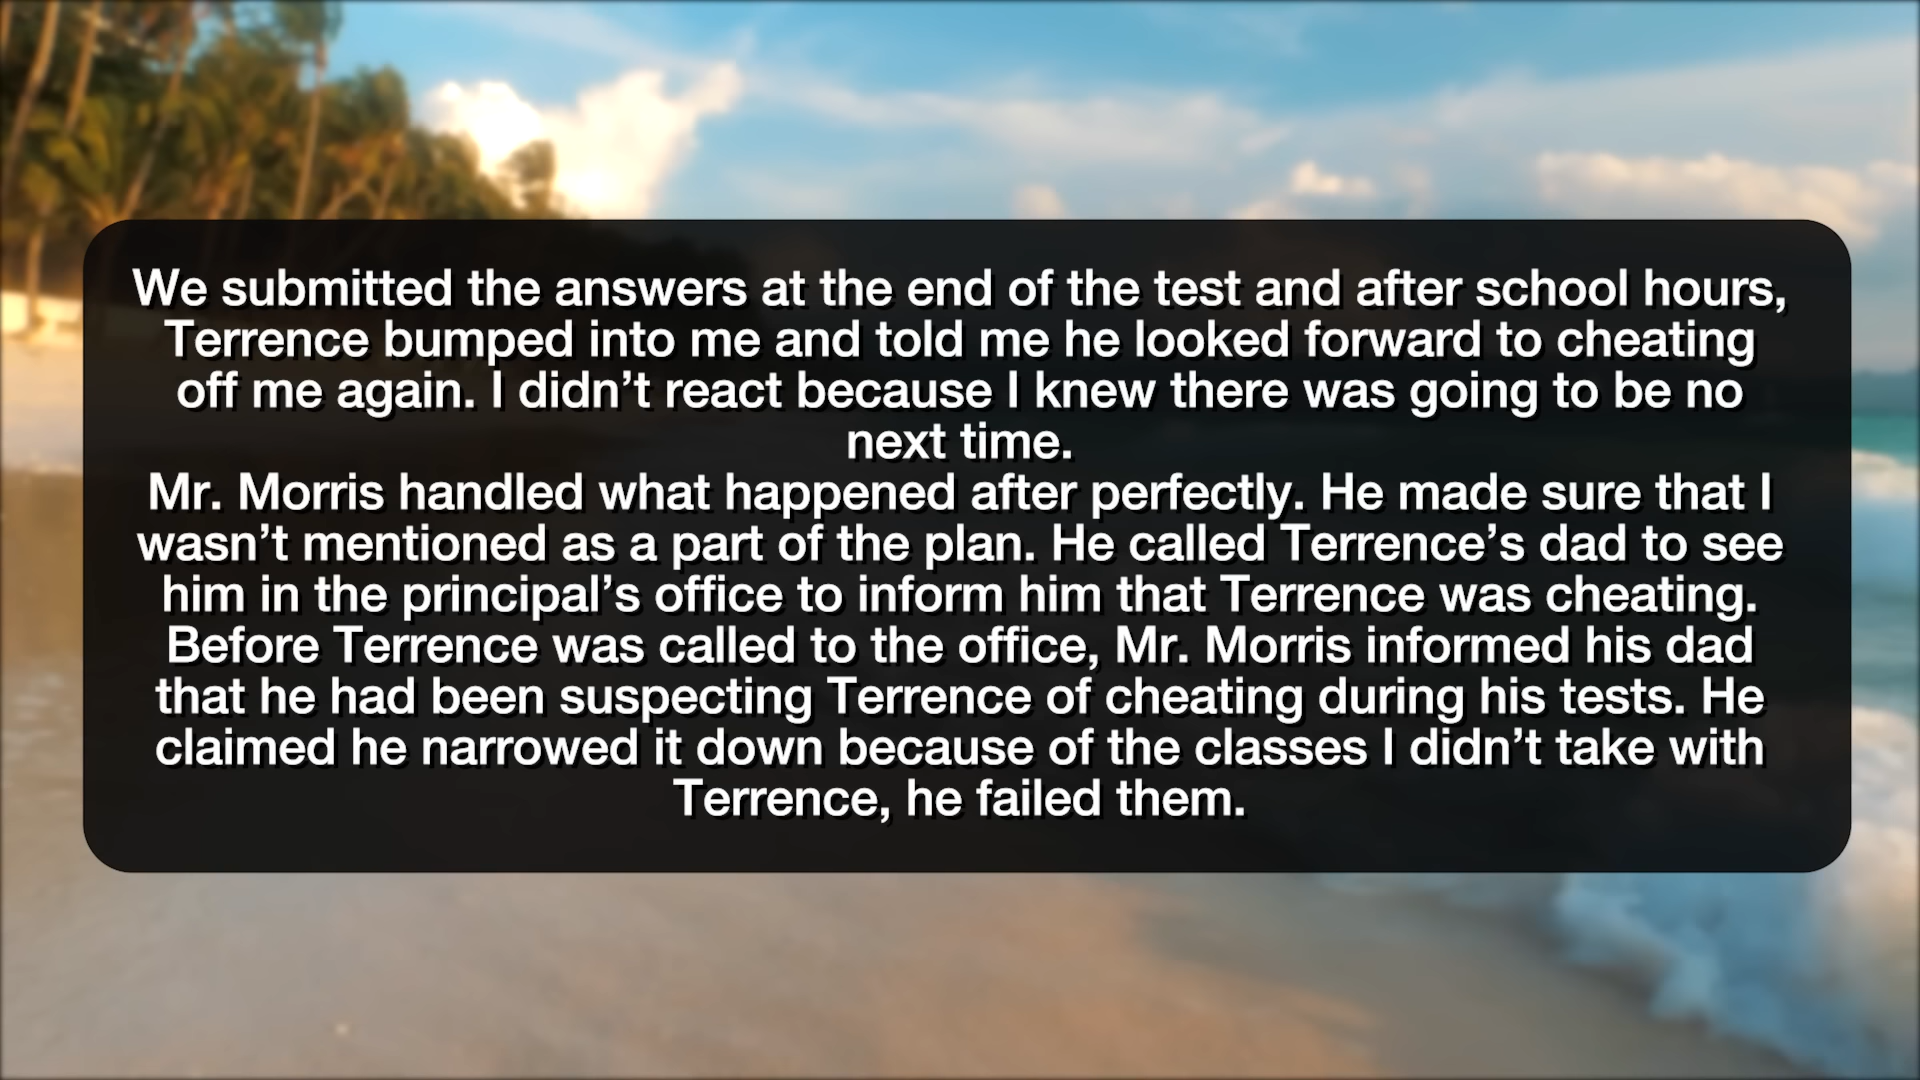 We submitted the answers at the end of the test and after school hours,
Terrence bumped into me and told me he looked forward to cheating
off me again. I didn’t react because I knew there was going to be no
next time.
Mr. Morris handled what happened after perfectly. He made sure that I
wasn’t mentioned as a part of the plan. He called Terrence’s dad to see
him in the principal’s office to inform him that Terrence was cheating.
Before Terrence was called to the office, Mr. Morris informed his dad
that he had been suspecting Terrence of cheating during his tests. He
claimed he narrowed it down because of the classes I didn’t take with
Terrence, he failed them.